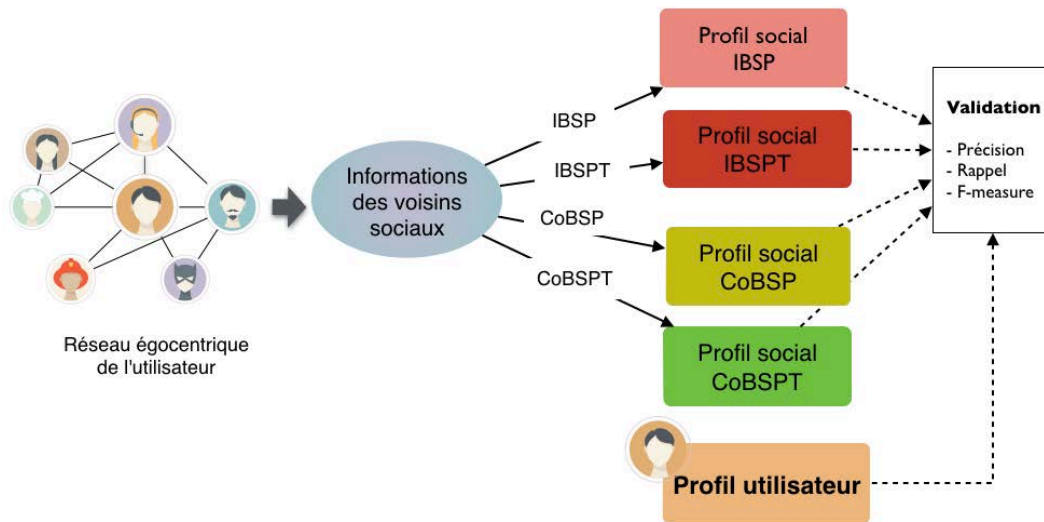 Réseau égocentrique
de l'utilisateur
Informations
des voisins
sociaux
IBSP
IBSPT
CoBSP
CoBSPT
Profil social
IBSP
Profil social
IBSPT
Profil social
CoBSP
Profil social
CoBSPT
Profil utilisateur
Validation
- Précision
- Rappel
- F-measure